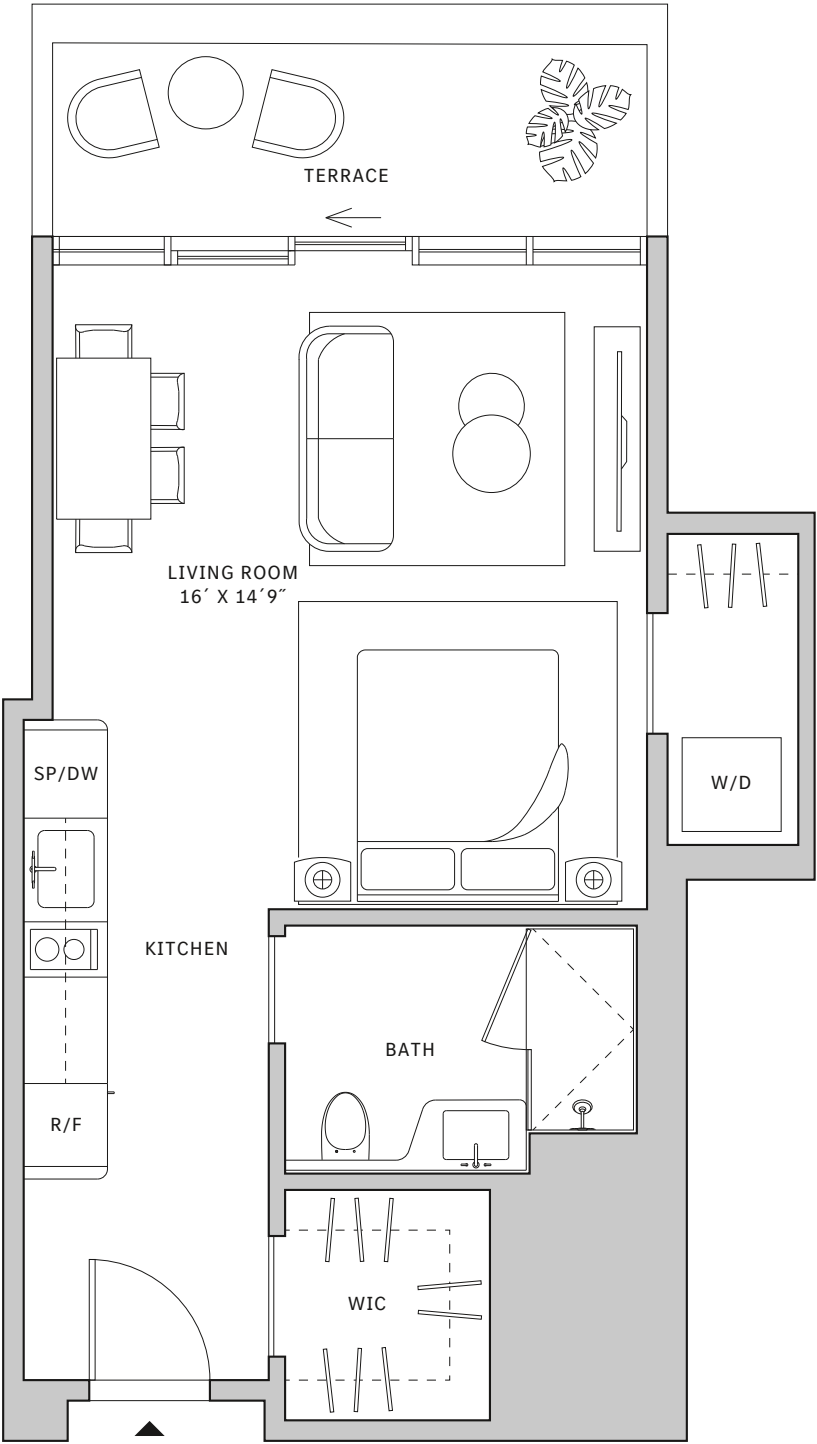 TERRACE
LIVING ROOM
16´ X 14´9˝
SP/DW
W/D
KITCHEN
BATH
R/F
WIC